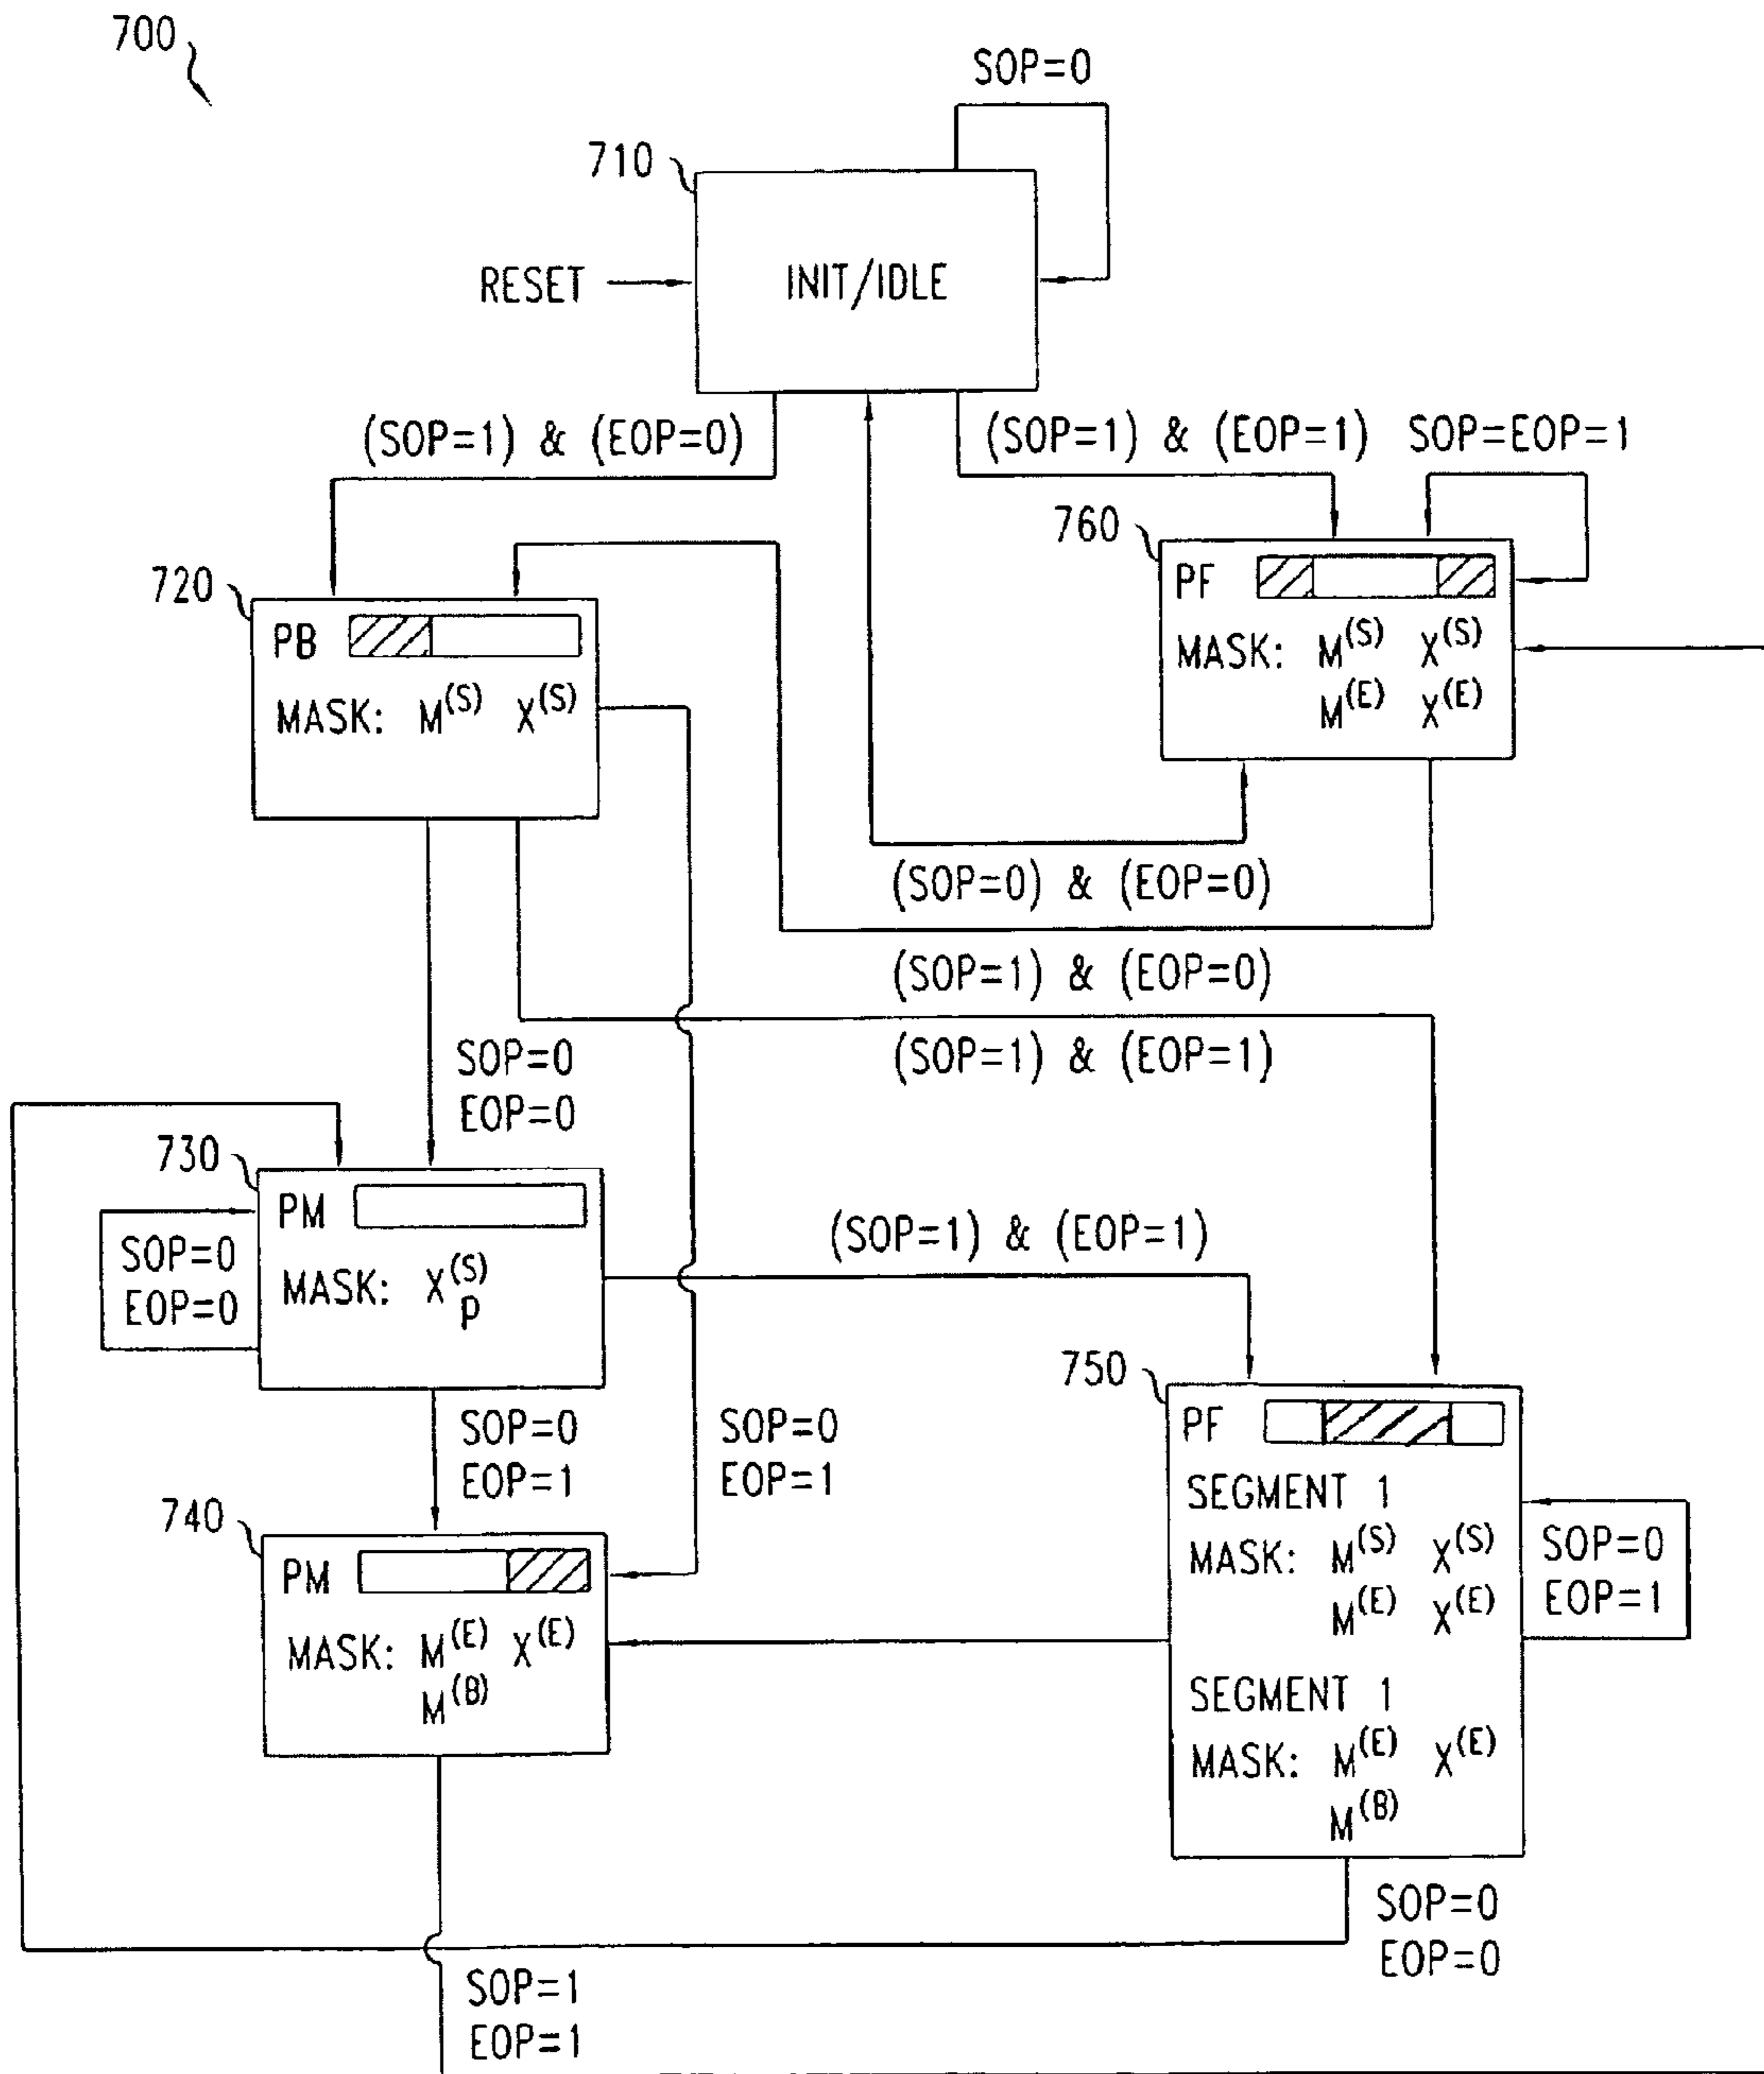 700
SOP=0
710
RESET
INIT/IDLE
(SOP=1) & (EOP=0)
(SOP=1) & (EOP=1)
SOP=EOP=1
760
PF
MASK: M(S) X(S)
M(E) X(E)
720
PB
MASK: M(S) X(S)
(SOP=0) & (EOP=0)
(SOP=1) & (EOP=0)
(SOP=1) & (EOP=1)
SOP=0
EOP=0
730
PM
MASK: X(S)p
SOP=0
EOP=0
(SOP=1) & (EOP=1)
SOP=0
EOP=1
SOP=0
EOP=1
740
PM
MASK: M(E) X(E)
M(B)
750
PF
SEGMENT 1
MASK: M(S) X(S)
M(E) X(E)
SEGMENT 1
MASK: M(E) X(E)
M(B)
SOP=0
EOP=1
SOP=0
EOP=0
SOP=1
EOP=1